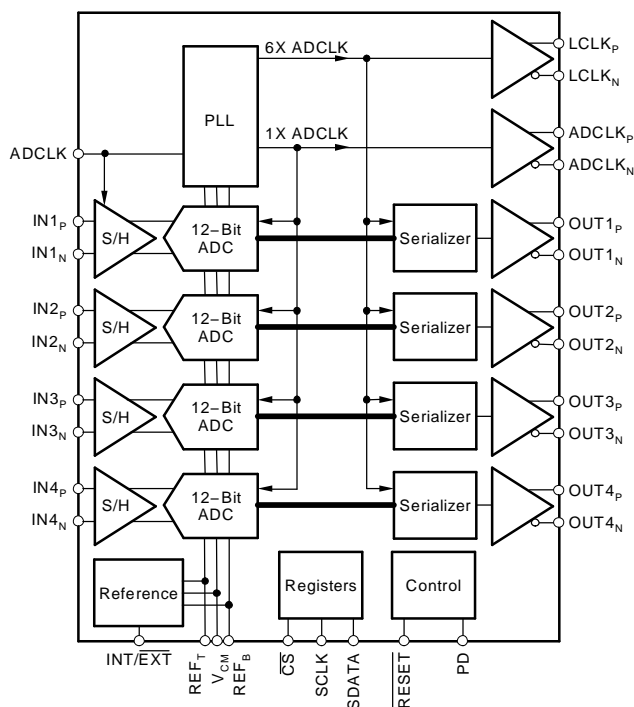 6X ADCLK
LCLKP
LCLKN
PLL
1X ADCLK
ADCLKP
ADCLKN
ADCLK
IN1P
IN1N
S/H
12–Bit
ADC
Serializer
OUT1P
OUT1N
IN2P
IN2N
S/H
12–Bit
ADC
Serializer
OUT2P
OUT2N
IN3P
IN3N
S/H
12–Bit
ADC
Serializer
OUT3P
OUT3N
IN4P
IN4N
S/H
12–Bit
ADC
Serializer
OUT4P
OUT4N
Reference
Registers
Control
INT/EXT
REFT
VCM
REFB
CS
SCLK
SDATA
RESET
PD